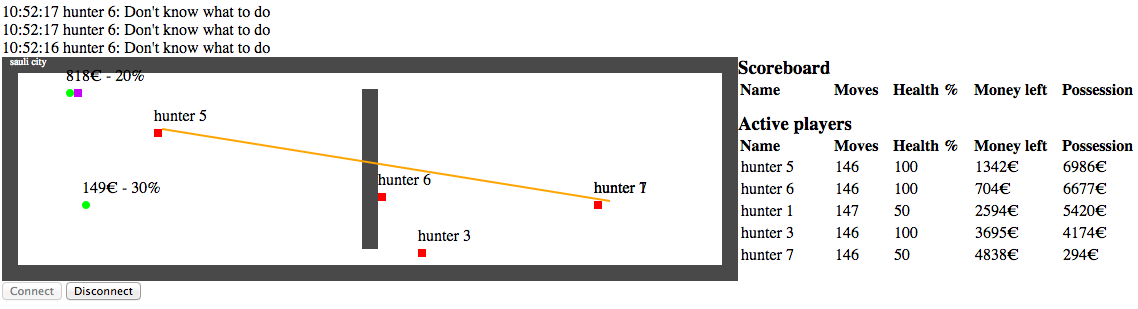 10:52:17 hunter 6: Don't know what to do
10:52:17 hunter 6: Don't know what to do
10:52:16 hunter 6: Don't know what to do
sauli city
818€ - 20%
hunter 5
hunter 6
149€ - 30%
hunter
hunter 3
Scoreboard
Name Moves Health % Money left Possession
Active players
Name Moves Health % Money left Possession
hunter 5 146 100 1342€ 6986€
hunter 6 146 100 704€ 6677€
hunter 1 147 50 2594€ 5420€
hunter 3 146 100 3695€ 4174€
hunter 7 146 50 4838€ 294€
Connect Disconnect